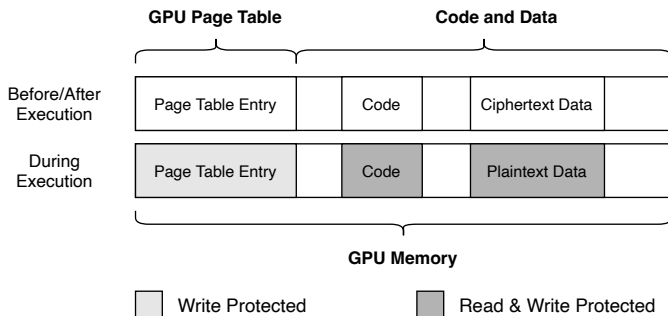 GPU Page Table
Code and Data
Before/After
Execution
Page Table Entry
Code
Ciphertext Data
During
Execution
Page Table Entry
Code
Plaintext Data
GPU Memory
Write Protected
Read & Write Protected